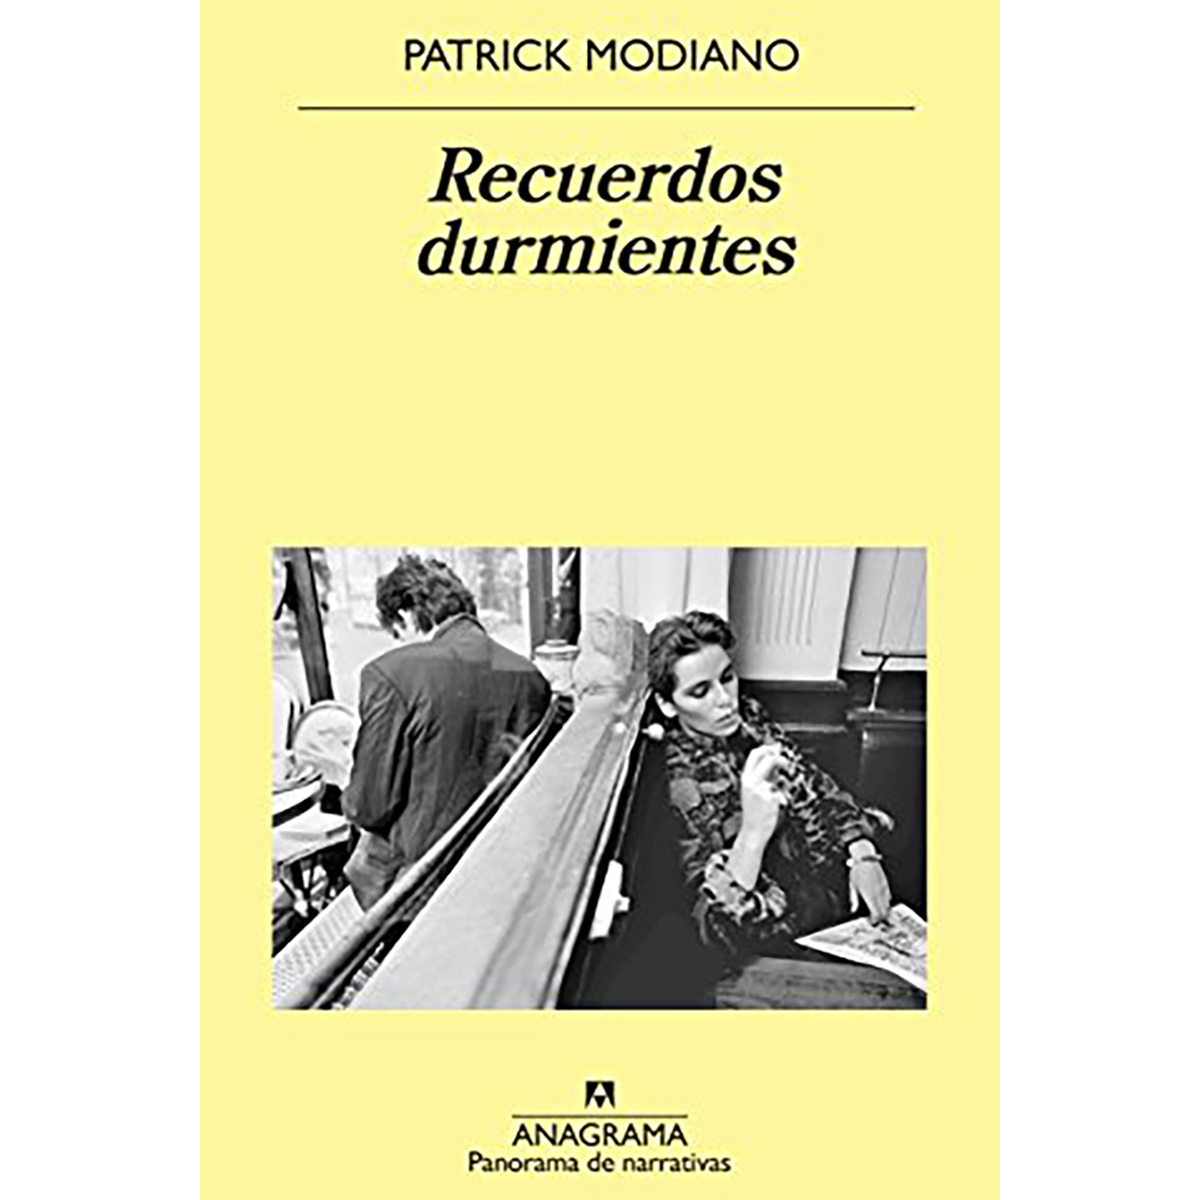 PATRICK MODIANO
Recuerdos
durmientes
ANAGRAMA
Panorama de narrativas